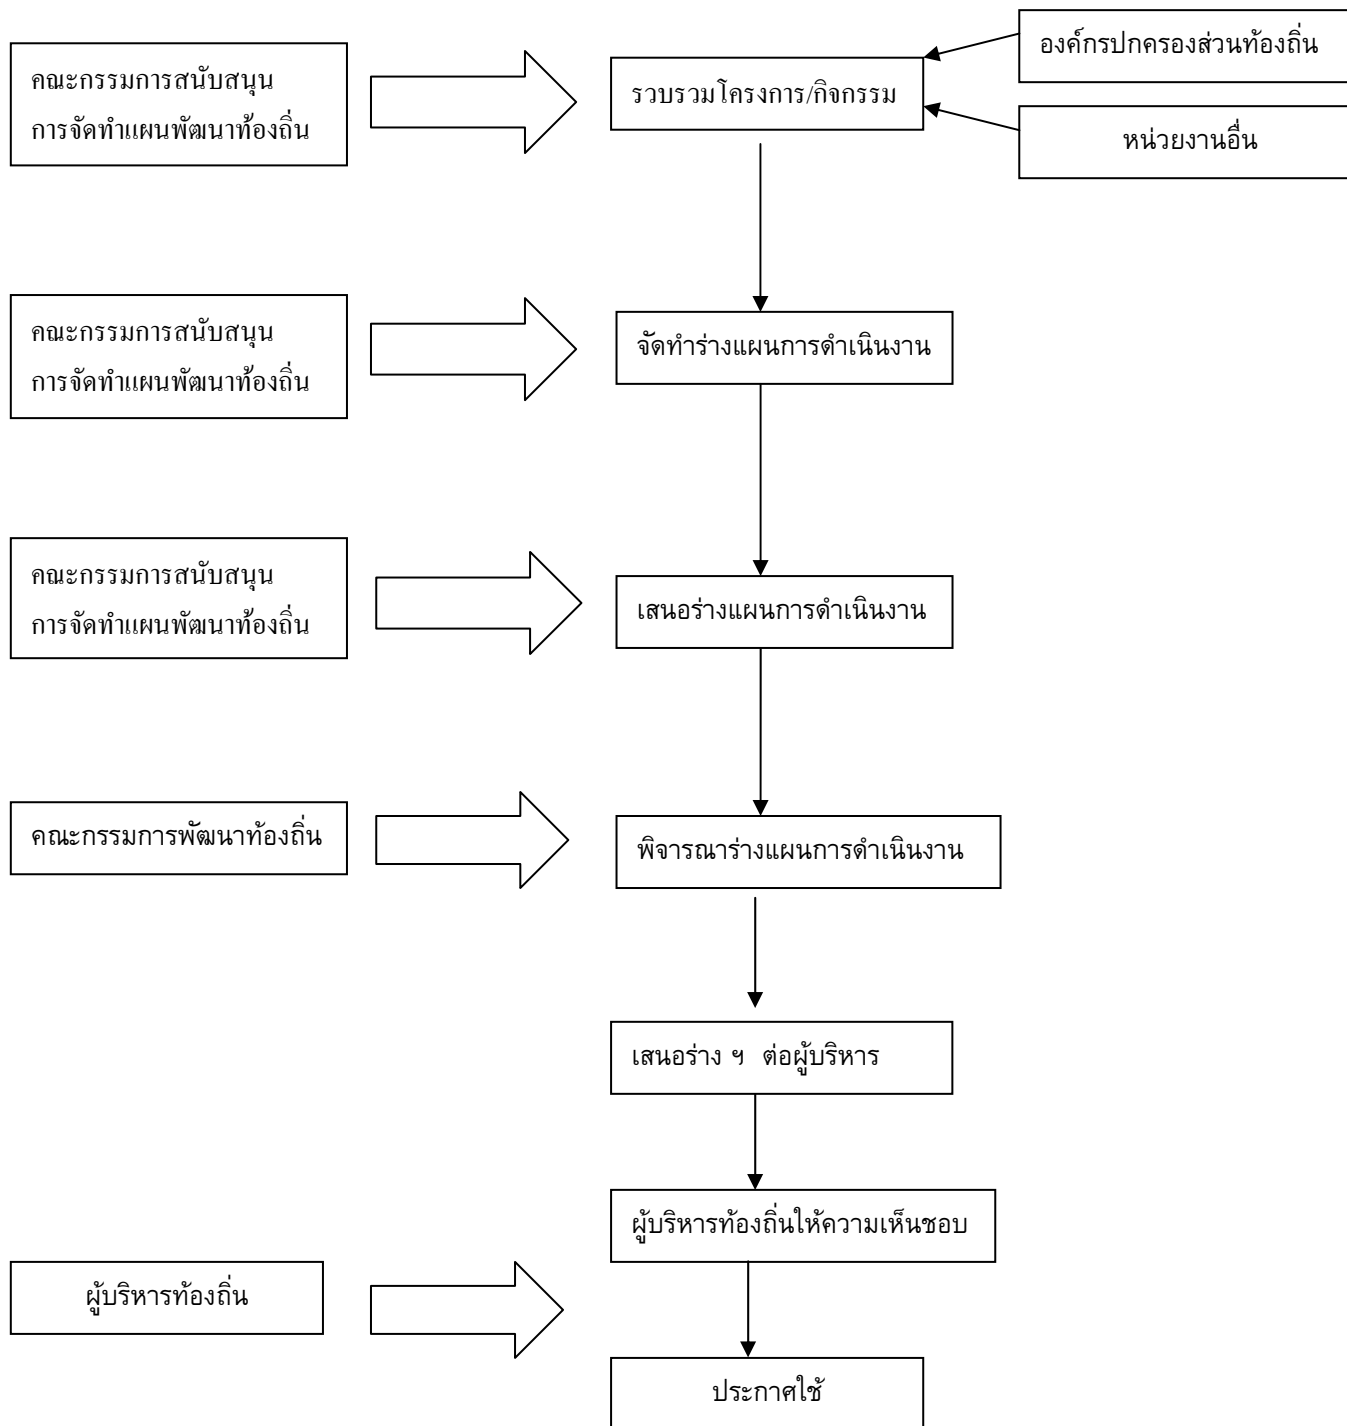 องค์กรปกครองส่วนท้องถิ่น
คณะกรรมการสนับสนุน
การจัดทำแผนพัฒนาท้องถิ่น
รวบรวมโครงการ/กิจกรรม
หน่วยงานอื่น
คณะกรรมการสนับสนุน
การจัดทำแผนพัฒนาท้องถิ่น
จัดทำร่างแผนการดำเนินงาน
คณะกรรมการสนับสนุน
การจัดทำแผนพัฒนาท้องถิ่น
เสนอร่างแผนการดำเนินงาน
คณะกรรมการพัฒนาท้องถิ่น
พิจารณาร่างแผนการดำเนินงาน
เสนอร่าง ฯ ต่อผู้บริหาร
ผู้บริหารท้องถิ่นให้ความเห็นชอบ
ผู้บริหารท้องถิ่น
ประกาศใช้